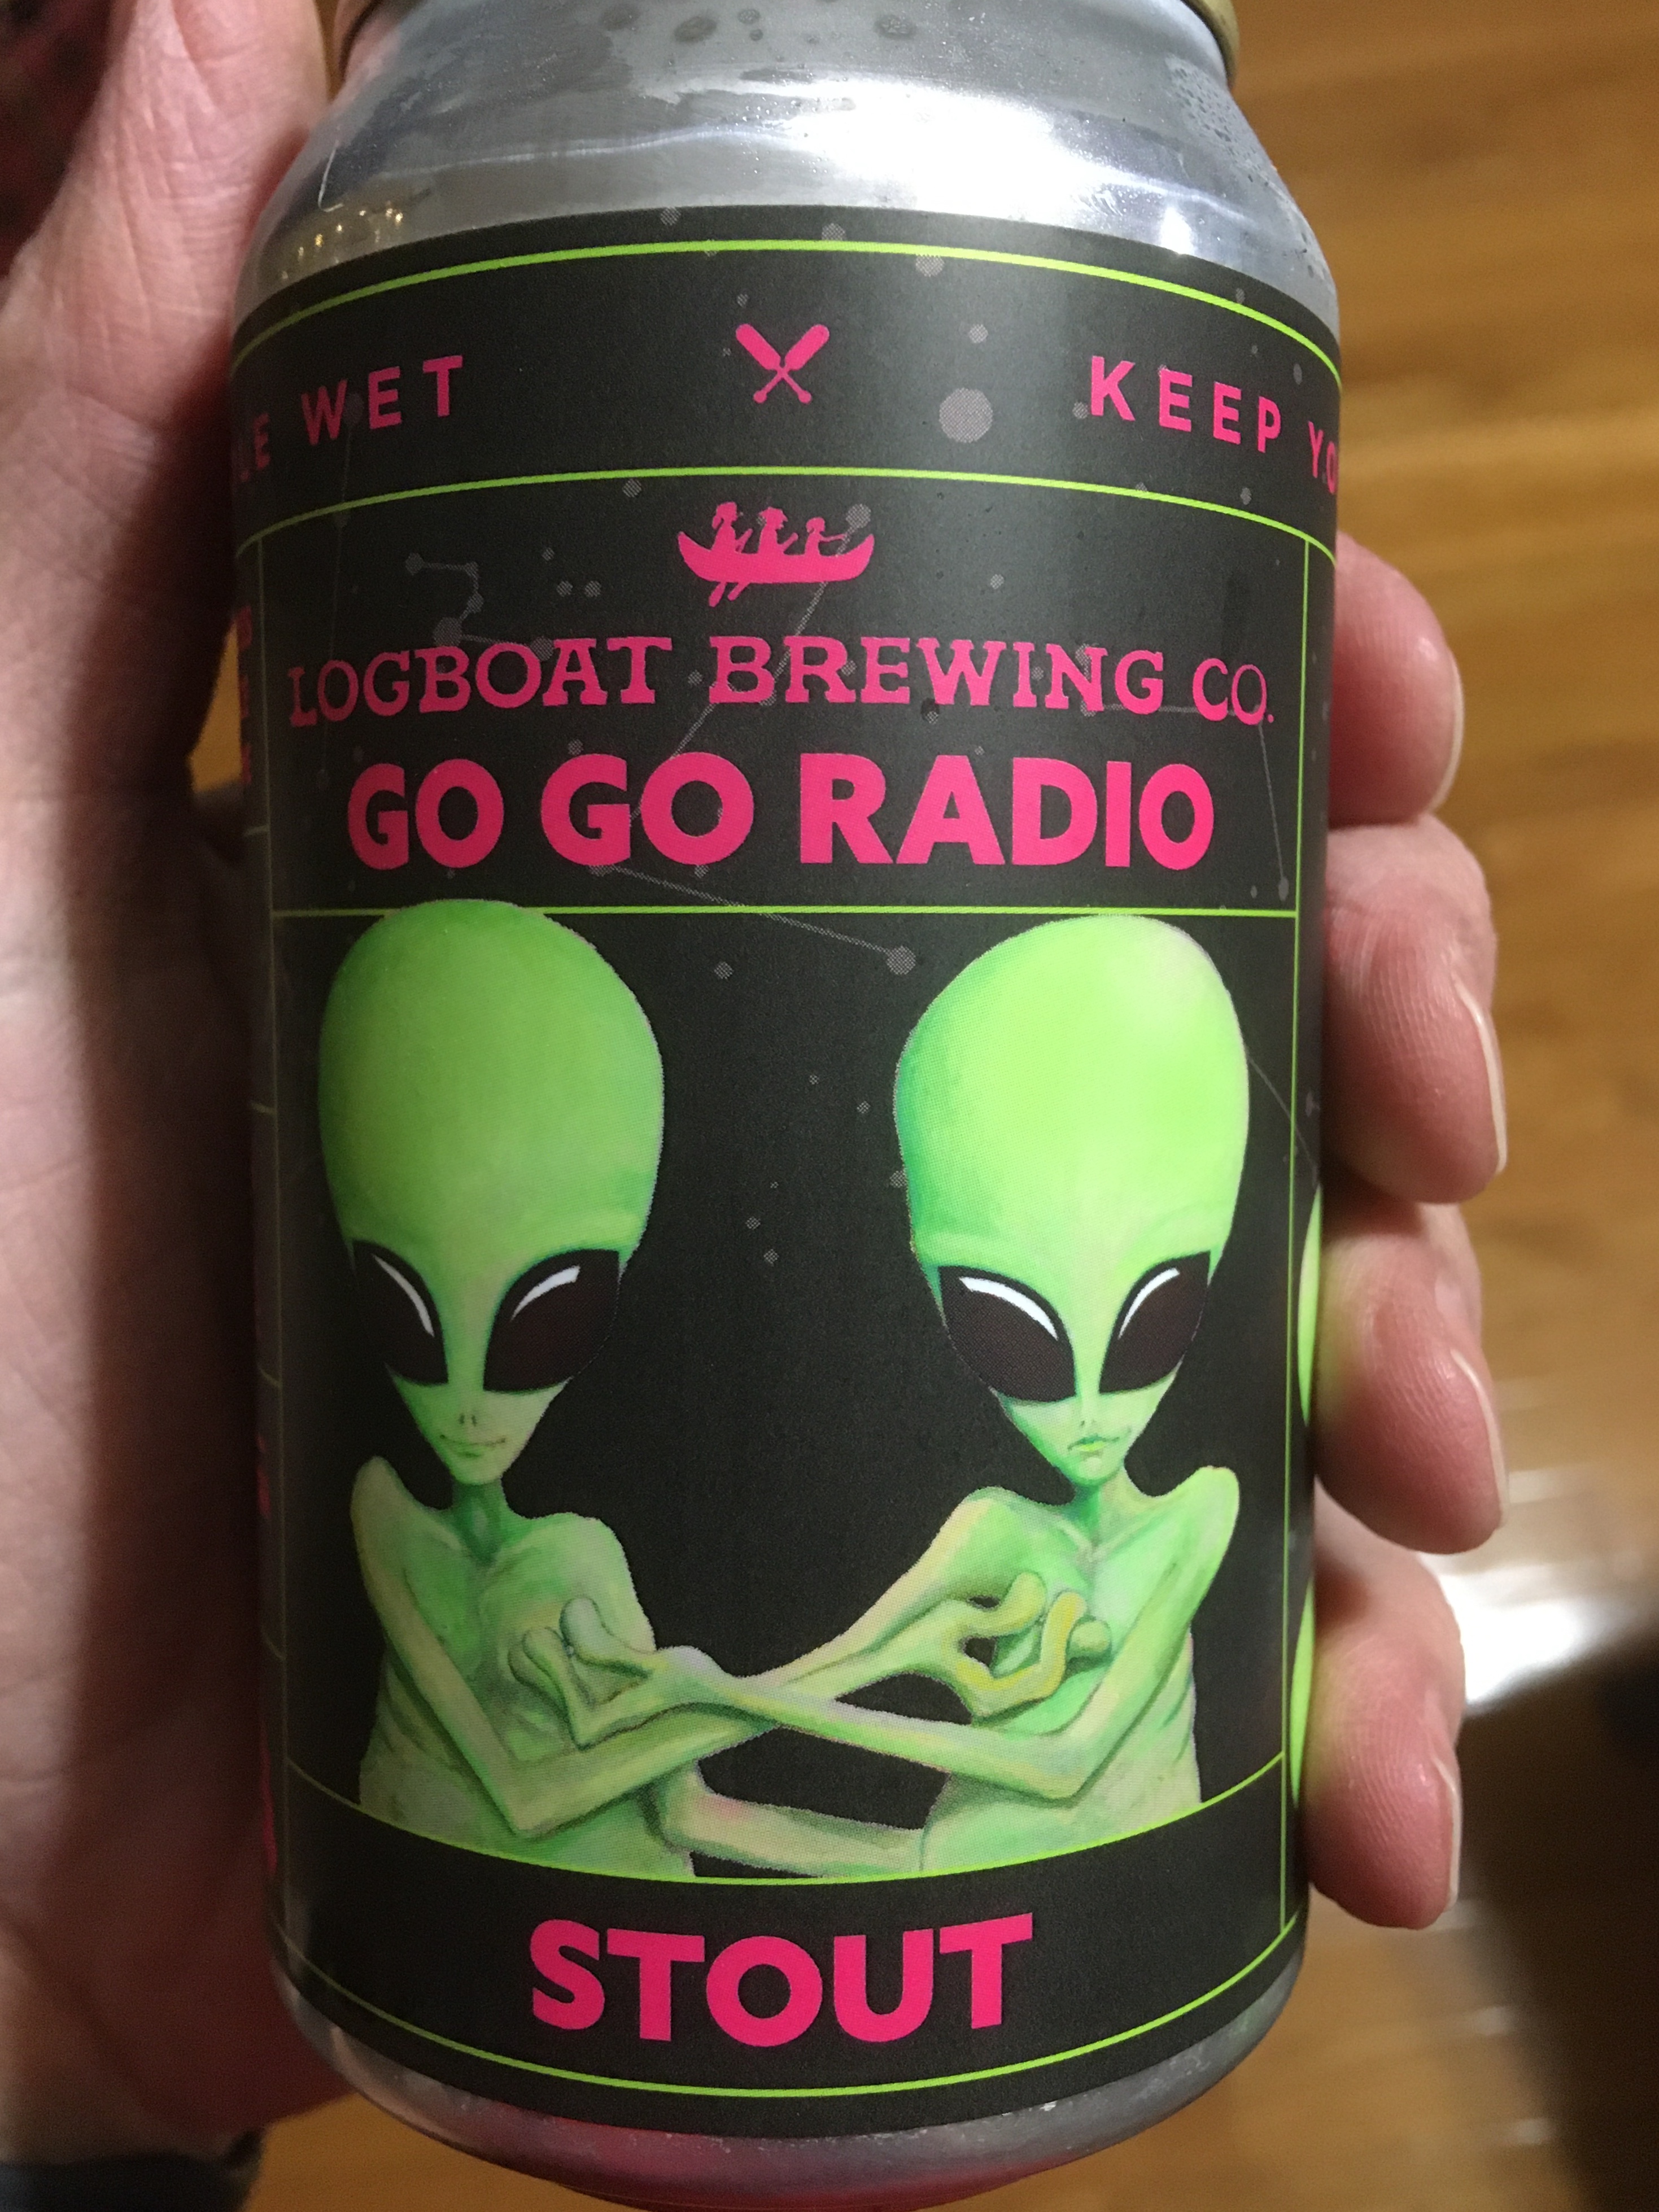 WET KEEP
LOGBOAT BREWING CO.
GO GO RADIO
STOUT